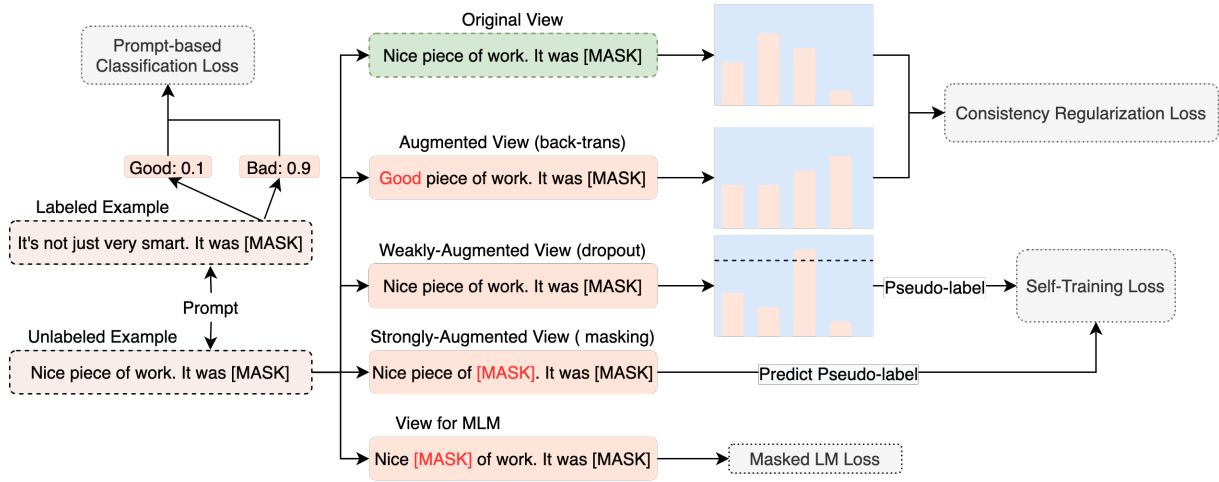 Prompt-based
Classification Loss
Good: 0.1
Bad: 0.9
Labeled Example
It's not just very smart. It was [MASK]
Prompt
Unlabeled Example
Nice piece of work. It was [MASK]
Original View
Nice piece of work. It was [MASK]
Augmented View (back-trans)
Good piece of work. It was [MASK]
Consistency Regularization Loss
Weakly-Augmented View (dropout)
Nice piece of work. It was [MASK]
Pseudo-label
Self-Training Loss
Strongly-Augmented View ( masking)
Nice piece of [MASK]. It was [MASK]
Predict Pseudo-label
View for MLM
Nice [MASK] of work. It was [MASK]
Masked LM Loss